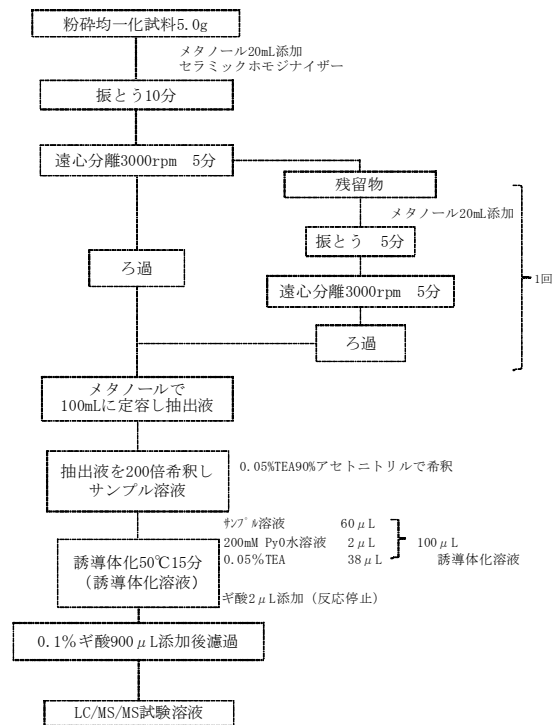 粉砕均一化試料5.0g
メタノール20mL添加
セラミックホモジナイザー
振とう10分
遠心分離3000rpm　5分
残留物
メタノール20mL添加
振とう　5分
ろ過
1回
遠心分離3000rpm　5分
ろ過
メタノールで
100mLに定容し抽出液
抽出液を200倍希釈し
サンプル溶液
0.05%TEA90%アセトニトリルで希釈
ｻﾝﾌﾟﾙ溶液　60μL
200mM PyO水溶液　2μL
0.05%TEA　38μL
100μL
誘導体化溶液
誘導体化50℃15分
（誘導体化溶液）
ギ酸2μL添加（反応停止）
0.1%ギ酸900μL添加後濾過
LC/MS/MS試験溶液